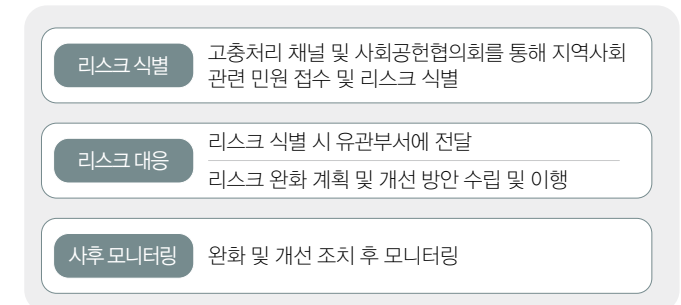 리스크 식별
고충처리 채널 및 사회공헌협의회를 통해 지역사회
관련 민원 접수 및 리스크 식별
리스크 대응
리스크 식별 시 유관부서에 전달
리스크 완화 계획 및 개선 방안 수립 및 이행
사후 모니터링
완화 및 개선 조치 후 모니터링